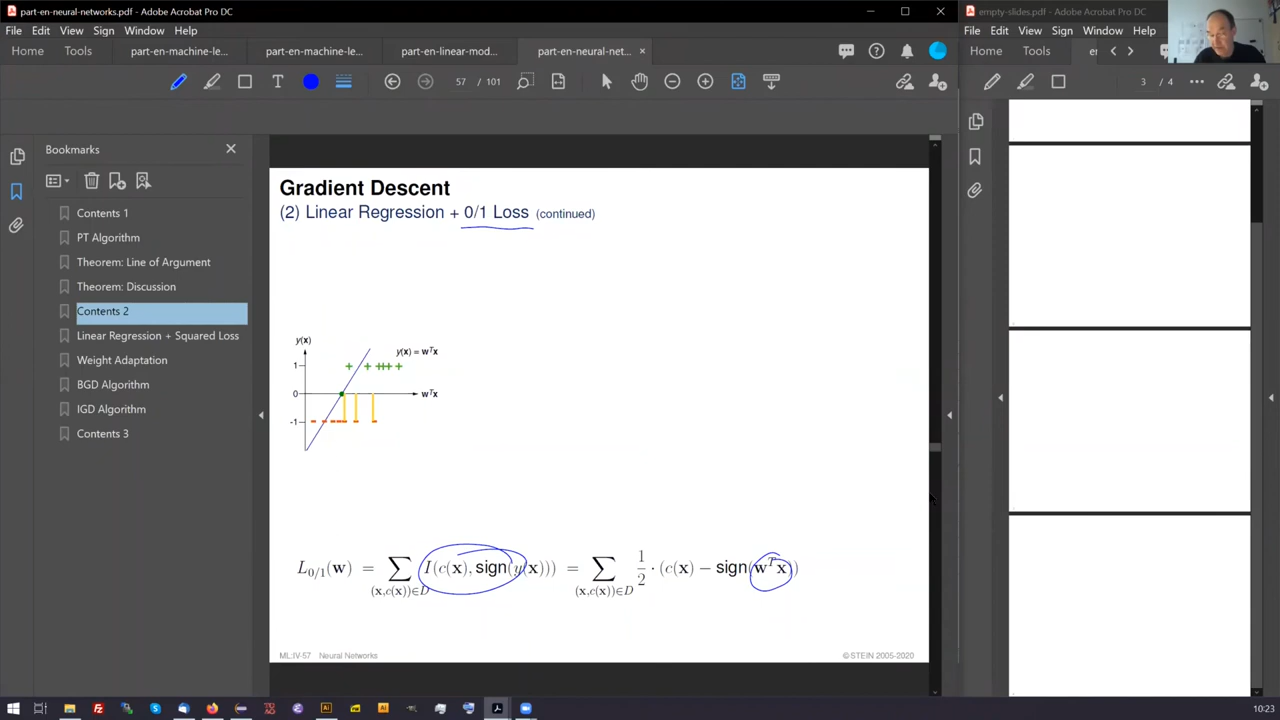 part-en-neural-networks.pdf - Adobe Acrobat Pro DC
File Edit View Sign Window Help
Home Tools part-en-machine-le... part-en-machine-le... part-en-linear-mod... part-en-neural-net... ×
57 / 101
Bookmarks
Contents 1
PT Algorithm
Theorem: Line of Argument
Theorem: Discussion
Contents 2
Linear Regression + Squared Loss
Weight Adaptation
BGD Algorithm
IGD Algorithm
Contents 3
Gradient Descent
(2) Linear Regression + 0/1 Loss (continued)
y(x)
y(x) = wᵀx
1
0
wᵀx
-1
L₀/₁(w) = ∑ I(c(x), sign(y(x))) = ∑ 1/2 · (c(x) − sign(wᵀx))
(x,c(x))∈D (x,c(x))∈D
ML:IV-57 Neural Networks
© STEIN 2005-2020
empty-slides.pdf - Adobe Acrobat Pro DC
File Edit View Sign Window Help
Home Tools
3 / 4
10:23